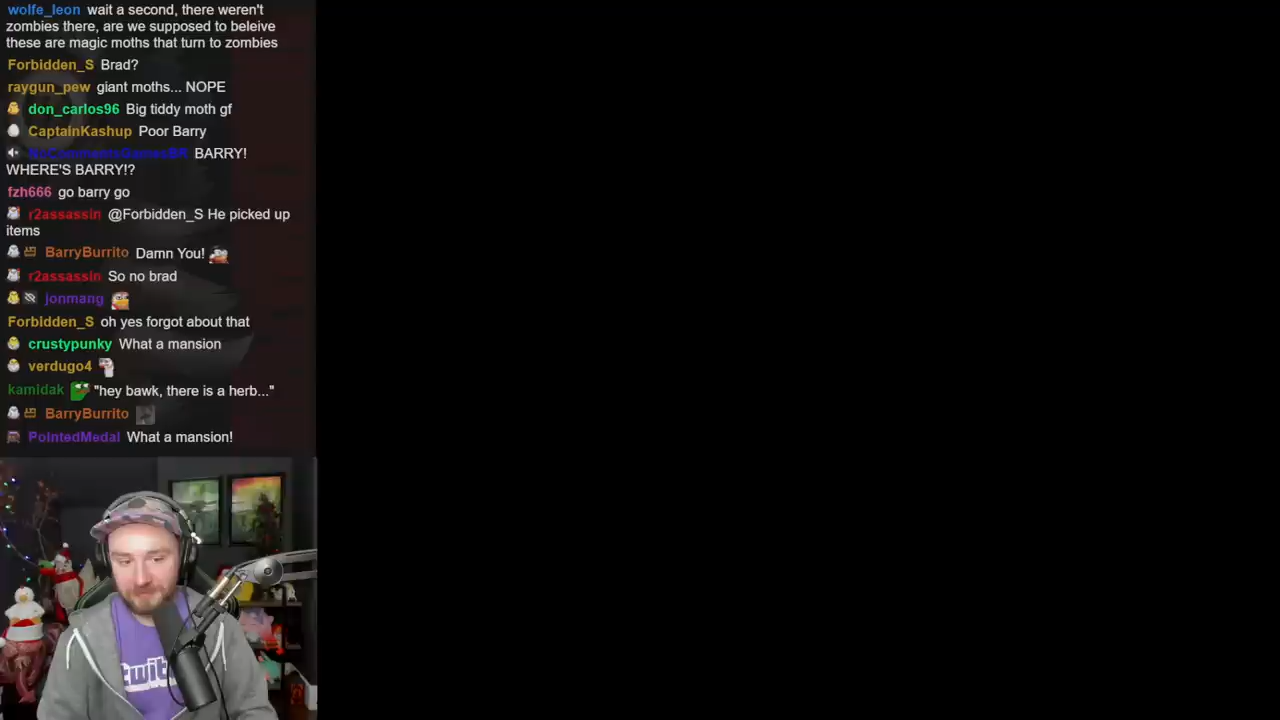 wolfe_leon wait a second, there weren't
zombies there, are we supposed to beleive
these are magic moths that turn to zombies
Forbidden_S Brad?
raygun_pew giant moths... NOPE
don_carlos96 Big tiddy moth gf
CaptainKashup Poor Barry
NoCommentsGamesBR BARRY!
WHERE'S BARRY!?
fzh666 go barry go
r2assassin @Forbidden_S He picked up
items
BarryBurrito Damn You!
r2assassin So no brad
jonmang
Forbidden_S oh yes forgot about that
crustypunky What a mansion
verdugo4
kamidak "hey bawk, there is a herb..."
BarryBurrito
PointedMedal What a mansion!
twitc